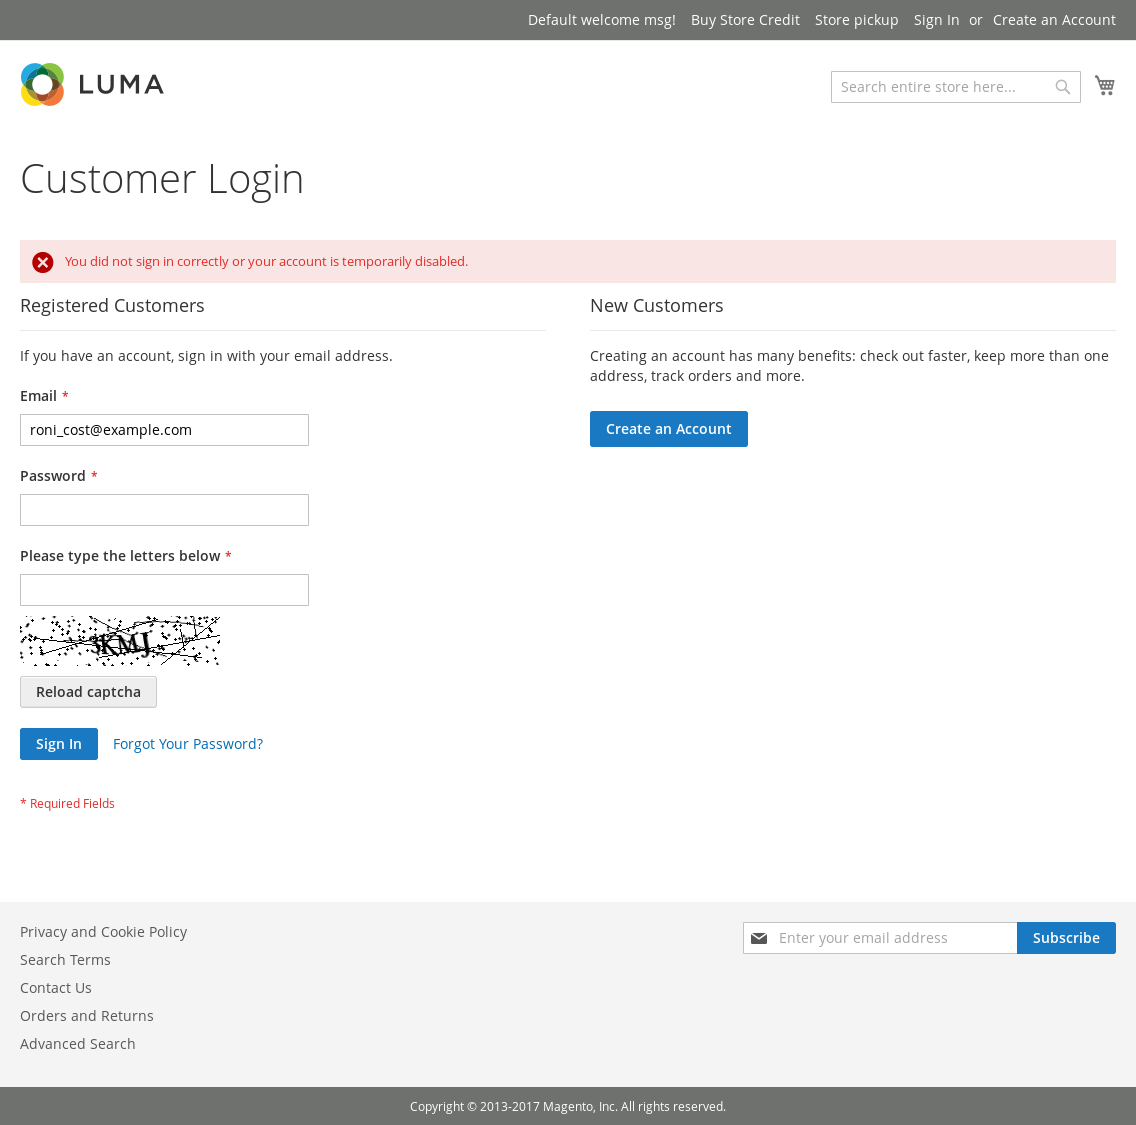 Default welcome msg! Buy Store Credit Store pickup Sign In or Create an Account
LUMA
Search entire store here...
Customer Login
You did not sign in correctly or your account is temporarily disabled.
Registered Customers
If you have an account, sign in with your email address.
Email *
roni_cost@example.com
Password *
Please type the letters below *
Reload captcha
Sign In Forgot Your Password?
* Required Fields
New Customers
Creating an account has many benefits: check out faster, keep more than one
address, track orders and more.
Create an Account
Privacy and Cookie Policy
Search Terms
Contact Us
Orders and Returns
Advanced Search
Enter your email address Subscribe
Copyright © 2013-2017 Magento, Inc. All rights reserved.